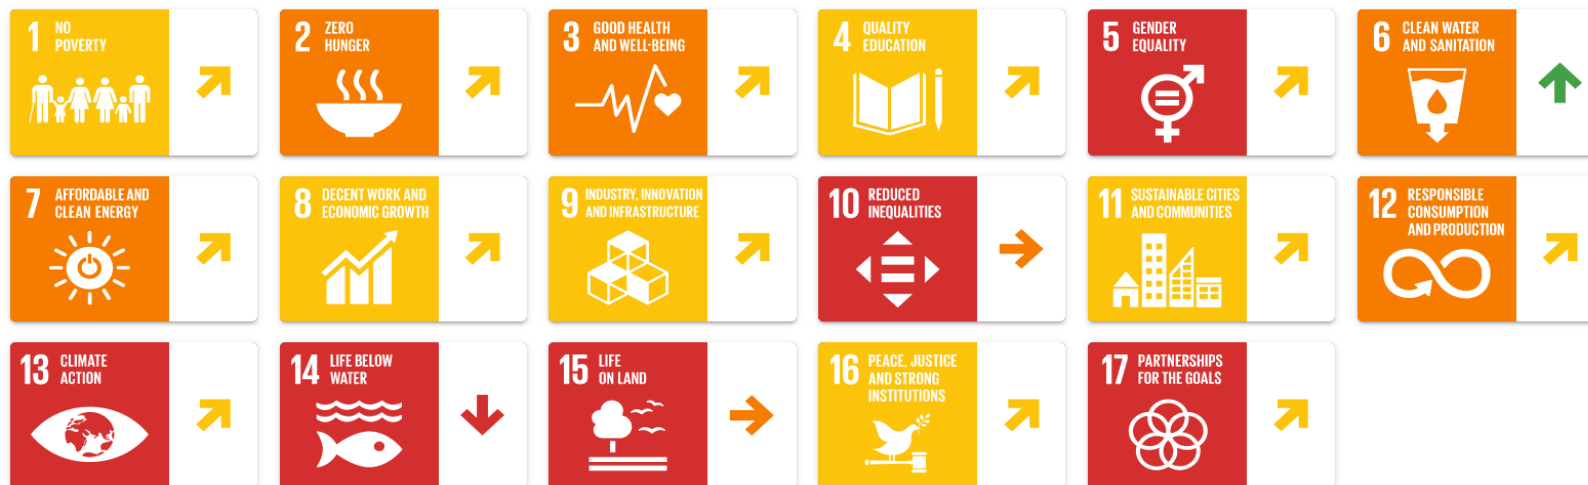 1 NO
POVERTY
2 ZERO
HUNGER
3 GOOD HEALTH
AND WELL-BEING
4 QUALITY
EDUCATION
5 GENDER
EQUALITY
6 CLEAN WATER
AND SANITATION
7 AFFORDABLE AND
CLEAN ENERGY
8 DECENT WORK AND
ECONOMIC GROWTH
9 INDUSTRY, INNOVATION
AND INFRASTRUCTURE
10 REDUCED
INEQUALITIES
11 SUSTAINABLE CITIES
AND COMMUNITIES
12 RESPONSIBLE
CONSUMPTION
AND PRODUCTION
13 CLIMATE
ACTION
14 LIFE BELOW
WATER
15 LIFE
ON LAND
16 PEACE, JUSTICE
AND STRONG
INSTITUTIONS
17 PARTNERSHIPS
FOR THE GOALS